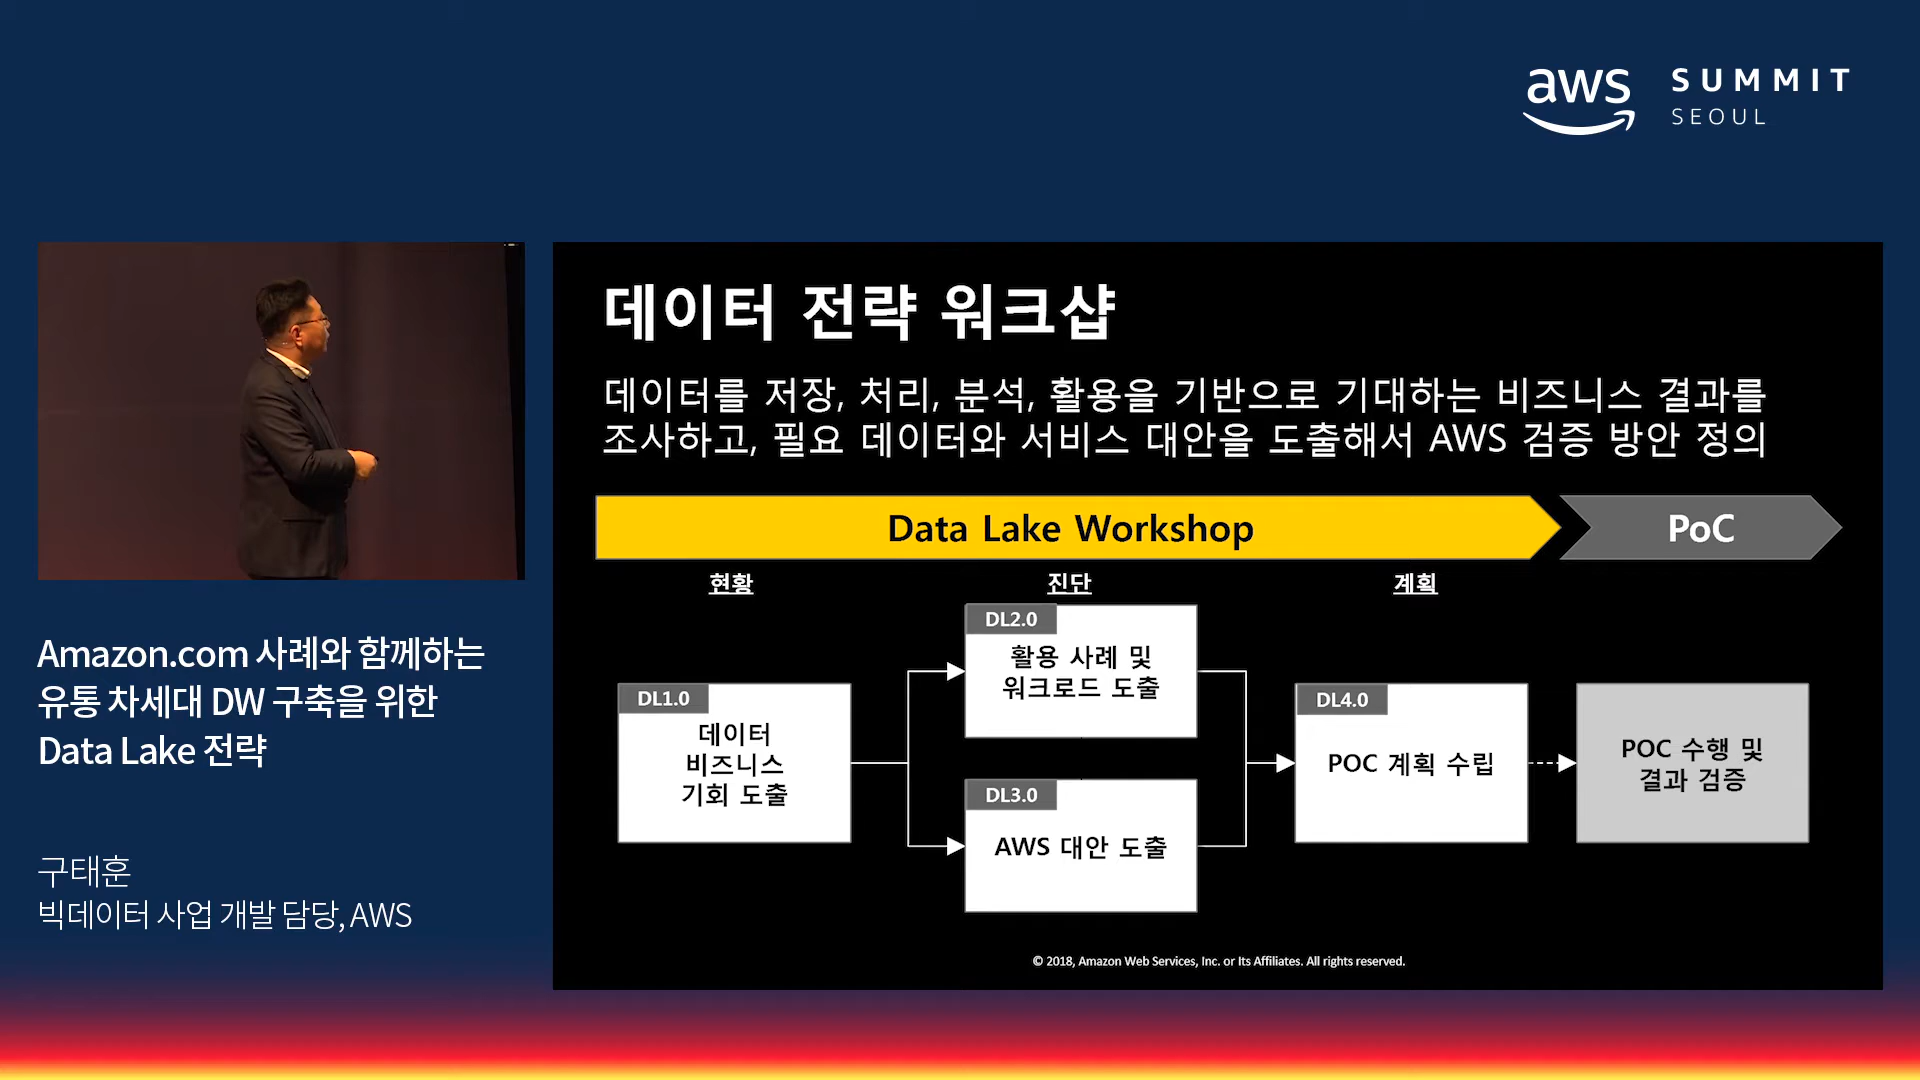 aws SUMMIT
SEOUL
데이터 전략 워크샵
데이터를 저장, 처리, 분석, 활용을 기반으로 기대하는 비즈니스 결과를
조사하고, 필요 데이터와 서비스 대안을 도출해서 AWS 검증 방안 정의
Data Lake Workshop
PoC
현황
진단
계획
DL1.0
데이터
비즈니스
기회 도출
DL2.0
활용 사례 및
워크로드 도출
DL3.0
AWS 대안 도출
DL4.0
POC 계획 수립
POC 수행 및
결과 검증
© 2018, Amazon Web Services, Inc. or Its Affiliates. All rights reserved.
Amazon.com 사례와 함께하는
유통 차세대 DW 구축을 위한
Data Lake 전략
구태훈
빅데이터 사업 개발 담당, AWS